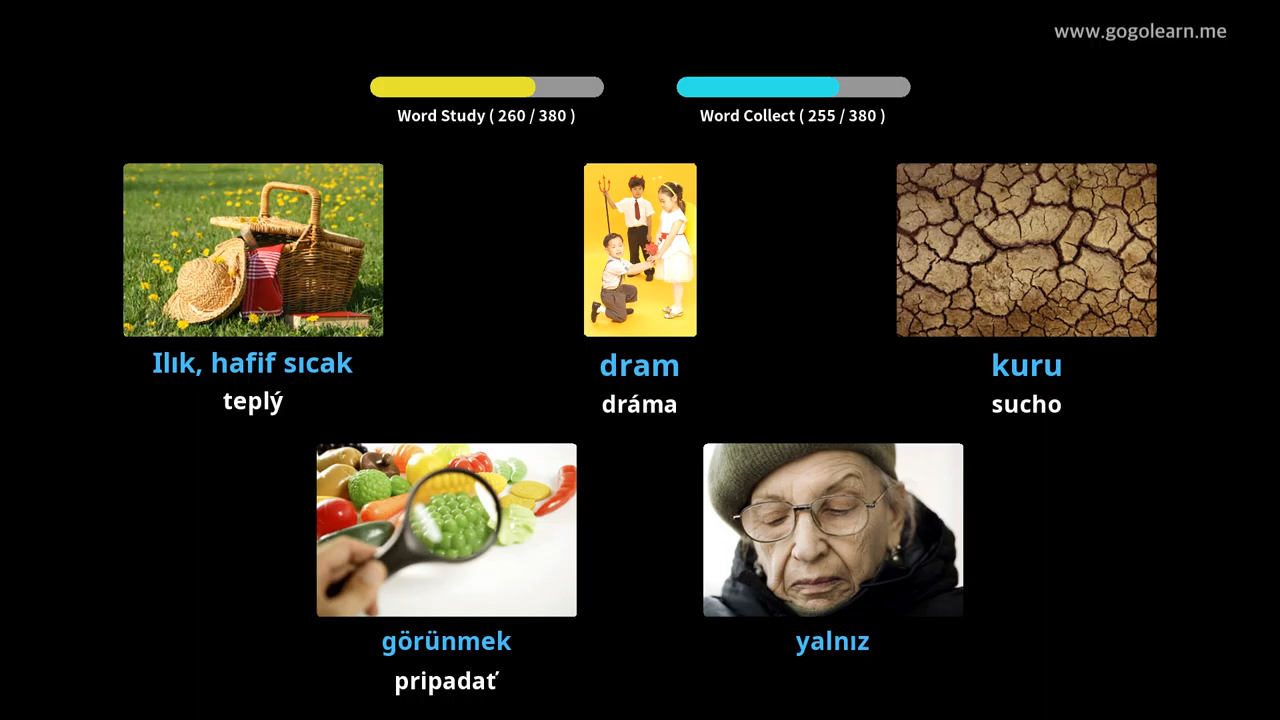 www.gogolearn.me
Word Study ( 260 / 380 )
Word Collect ( 255 / 380 )
Ilık, hafif sıcak
teplý
dram
dráma
kuru
sucho
görünmek
pripadať
yalnız